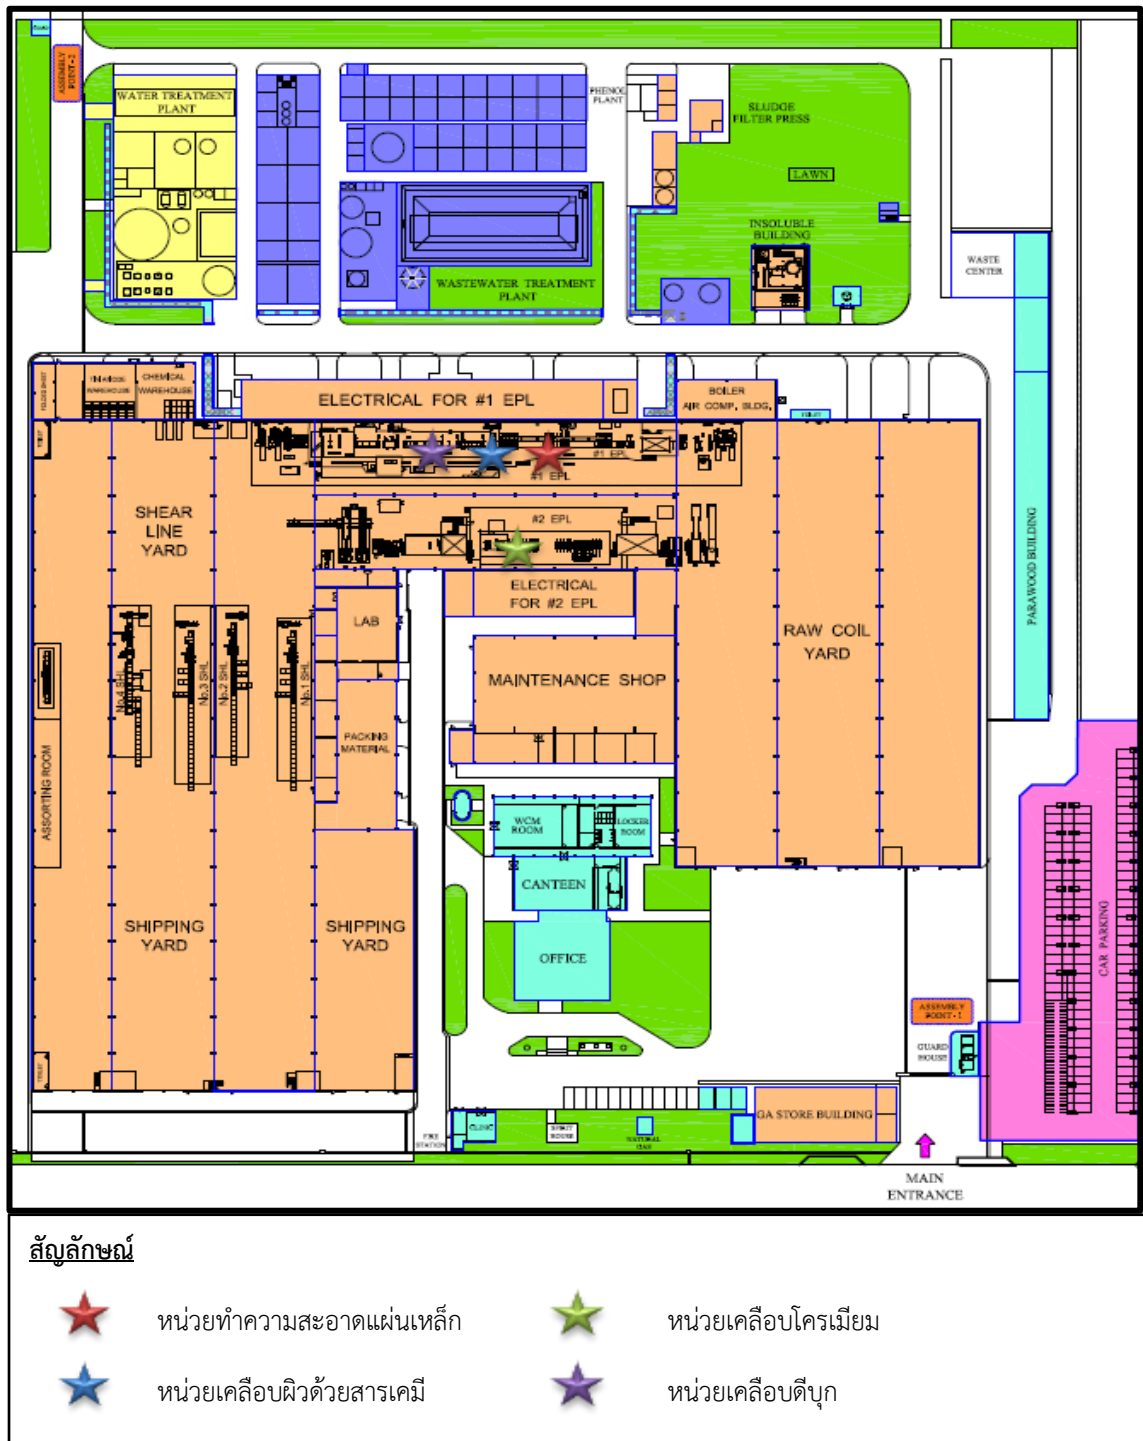 ASSEMBLY
POINT-2
WATER TREATMENT
PLANT
PHENOL
PLANT
SLUDGE
FILTER PRESS
LAWN
INSOLUBLE
BUILDING
WASTEWATER TREATMENT
PLANT
WASTE
CENTER
CHEMICAL
WAREHOUSE
WAREHOUSE
ELECTRICAL FOR #1 EPL
BOILER
AIR COMP. BLDG.
TOILET
TOILET
#1 EPL
#1 EPL
SHEAR
LINE
YARD
#2 EPL
ELECTRICAL
FOR #2 EPL
PARAWOOD BUILDING
LAB
RAW COIL
YARD
No.4 SHL
No.3 SHL
No.2 SHL
No.1 SHL
MAINTENANCE SHOP
PACKING
MATERIAL
ASSORTING ROOM
WCM
ROOM
LOCKER
ROOM
CANTEEN
SHIPPING
YARD
SHIPPING
YARD
OFFICE
CAR PARKING
ASSEMBLY
POINT-1
GUARD
HOUSE
TOILET
GA STORE BUILDING
CLINIC
SPIRIT
HOUSE
NATURAL
GAS
FIRE
STATION
MAIN
ENTRANCE
สัญลักษณ์
หน่วยทำความสะอาดแผ่นเหล็ก
หน่วยเคลือบโครเมียม
หน่วยเคลือบผิวด้วยสารเคมี
หน่วยเคลือบดีบุก